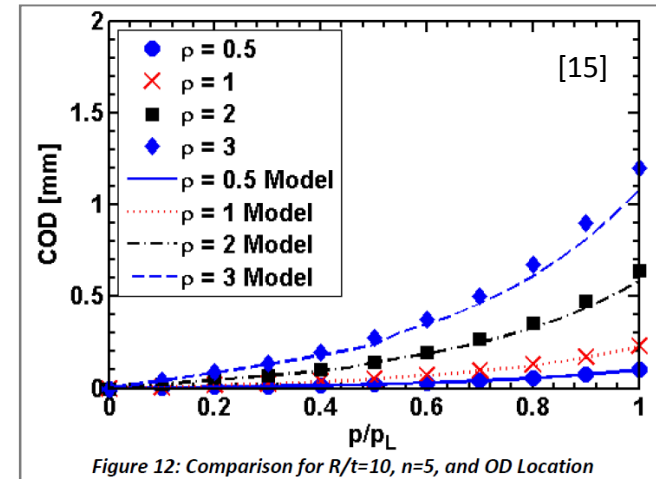 2
ρ = 0.5
[15]
ρ = 1
1.5
ρ = 2
ρ = 3
COD [mm]
1
ρ = 0.5 Model
ρ = 1 Model
ρ = 2 Model
0.5
ρ = 3 Model
0
0 0.2 0.4 0.6 0.8 1
p/pL
Figure 12: Comparison for R/t=10, n=5, and OD Location